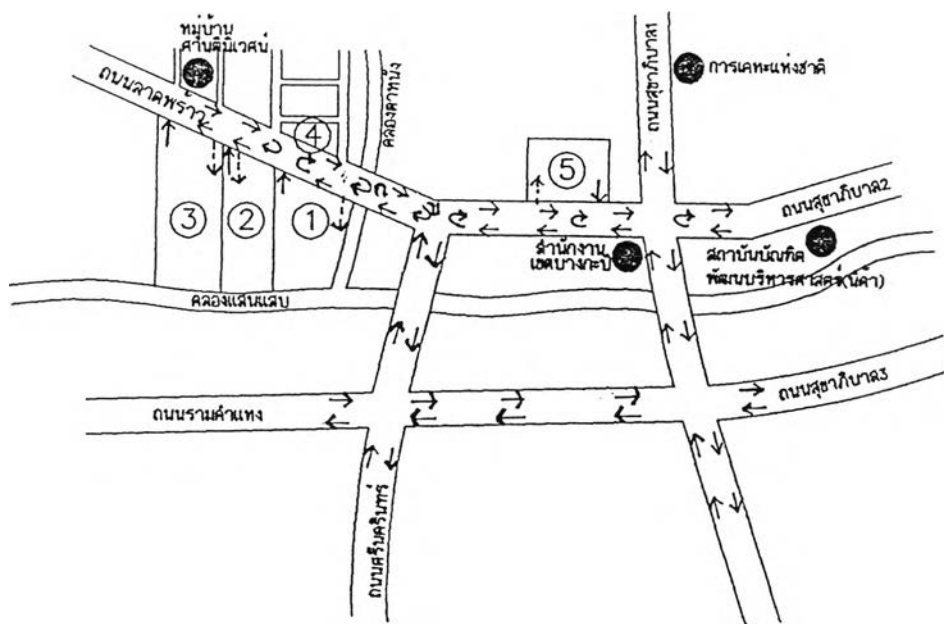 หมู่บ้าน
ศานตินิเวศน์
ถนนลาดพร้าว
คลองตาหนัง
ถนนสุขาภิบาล1
การเคหะแห่งชาติ
4
5
3
2
1
ถนนสุขาภิบาล2
สำนักงาน
เขตบางกะปิ
สถาบันบัณฑิต
พัฒนบริหารศาสตร์(นิด้า)
คลองแสนแสบ
ถนนรามคำแหง
ถนนสุขาภิบาล3
ถนนศรีนครินทร์